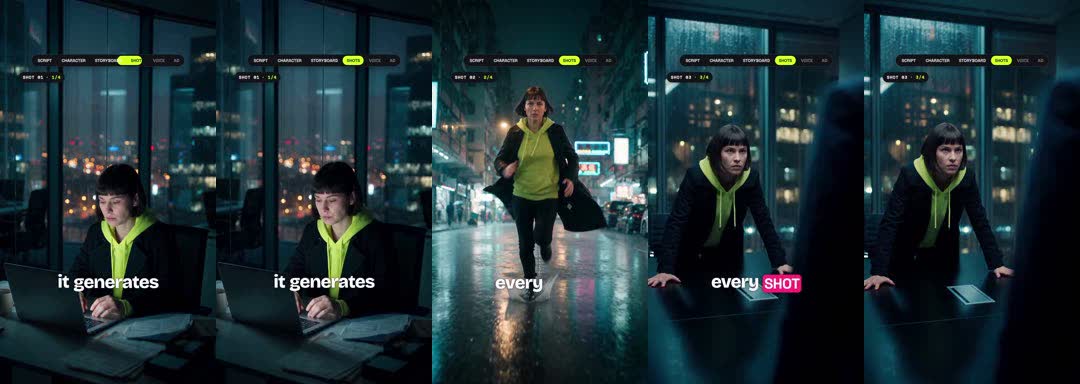 SCRIPT CHARACTER STORYBOARD SHOTS VOICE AD
SHOT 01 · 1/4
it generates
SCRIPT CHARACTER STORYBOARD SHOTS VOICE AD
SHOT 01 · 1/4
it generates
SCRIPT CHARACTER STORYBOARD SHOTS VOICE AD
SHOT 02 · 2/4
every
SCRIPT CHARACTER STORYBOARD SHOTS VOICE AD
SHOT 03 · 3/4
every SHOT
SCRIPT CHARACTER STORYBOARD SHOTS VOICE AD
SHOT 03 · 3/4